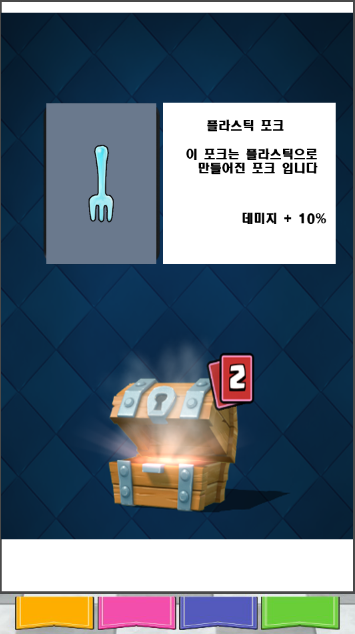 플라스틱 포크
이 포크는 플라스틱으로
만들어진 포크 입니다
데미지 + 10%
2